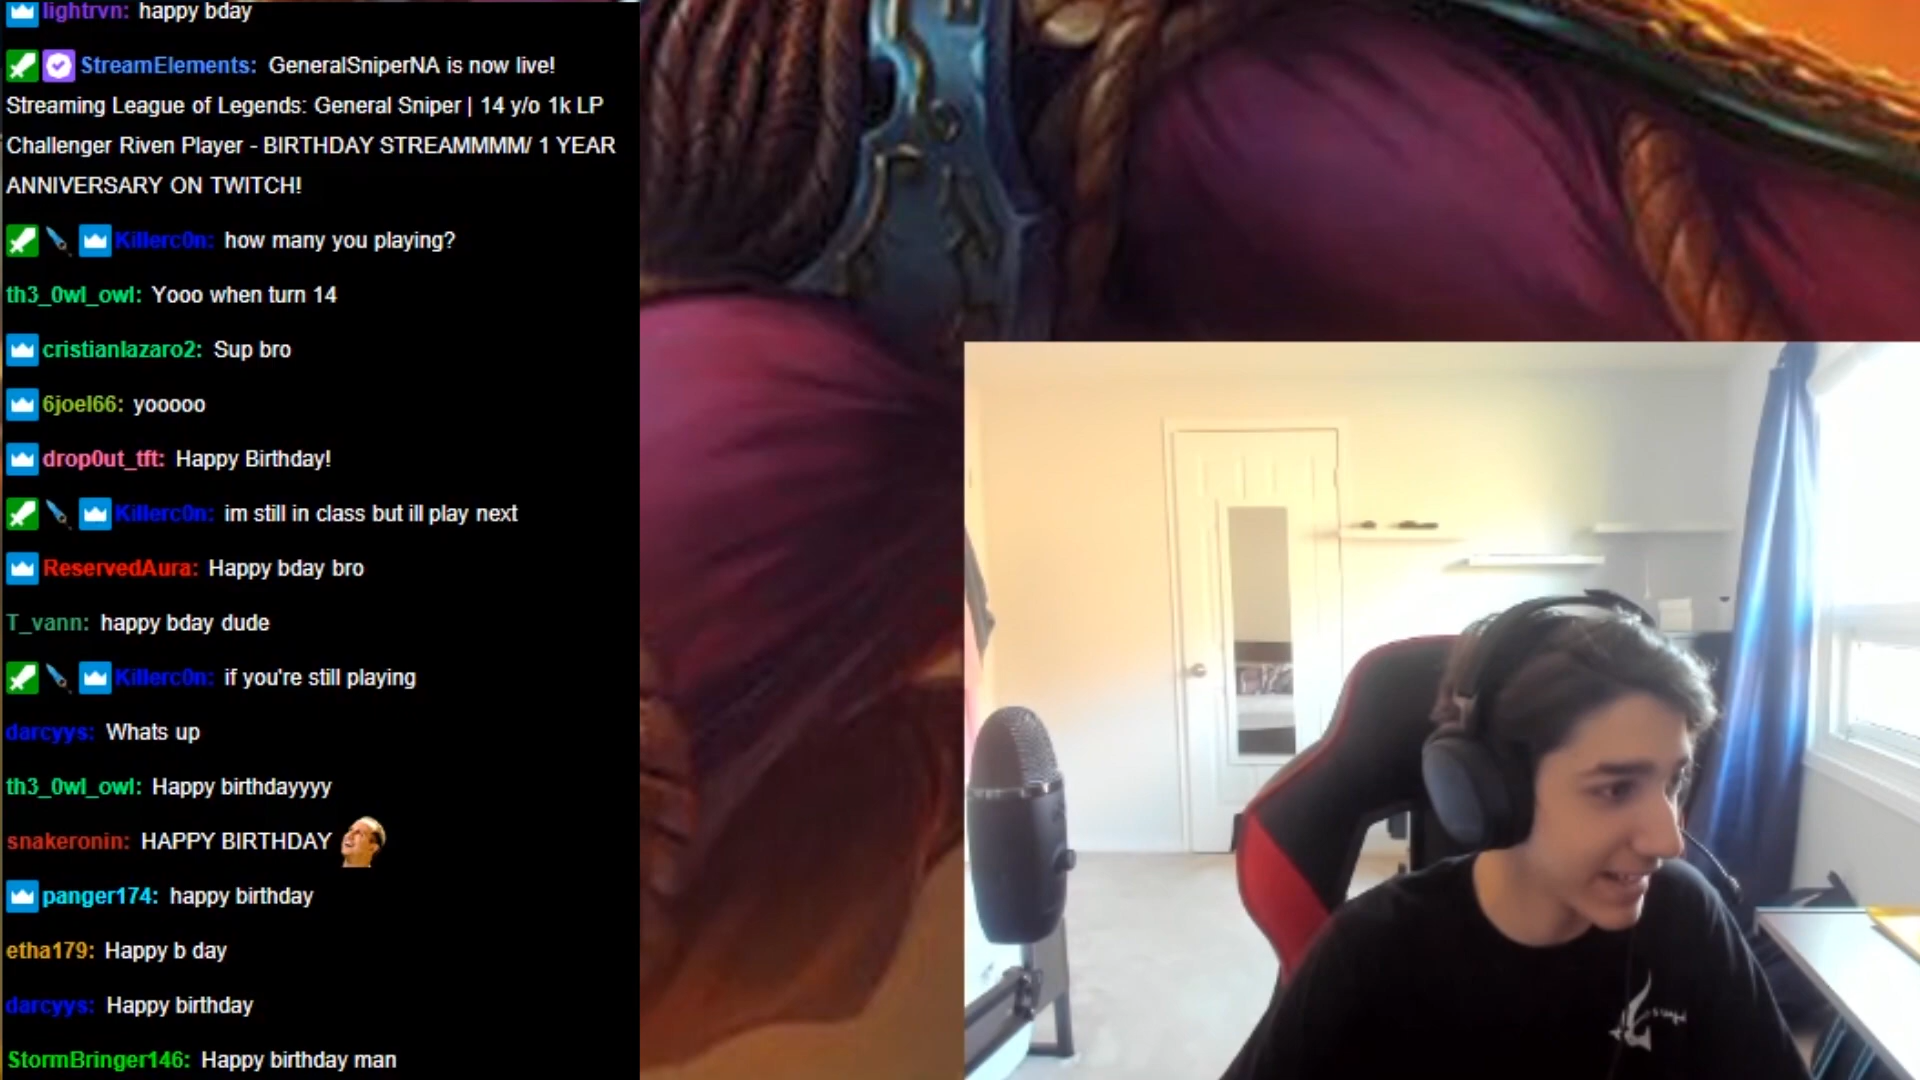 lightrvn: happy bday
StreamElements: GeneralSniperNA is now live!
Streaming League of Legends: General Sniper | 14 y/o 1k LP
Challenger Riven Player - BIRTHDAY STREAMMMM/ 1 YEAR
ANNIVERSARY ON TWITCH!
Killerc0n: how many you playing?
th3_0wl_owl: Yooo when turn 14
cristianlazaro2: Sup bro
6joel66: yooooo
drop0ut_tft: Happy Birthday!
Killerc0n: im still in class but ill play next
ReservedAura: Happy bday bro
T_vann: happy bday dude
Killerc0n: if you're still playing
darcyys: Whats up
th3_0wl_owl: Happy birthdayyyy
snakeronin: HAPPY BIRTHDAY
panger174: happy birthday
etha179: Happy b day
darcyys: Happy birthday
StormBringer146: Happy birthday man